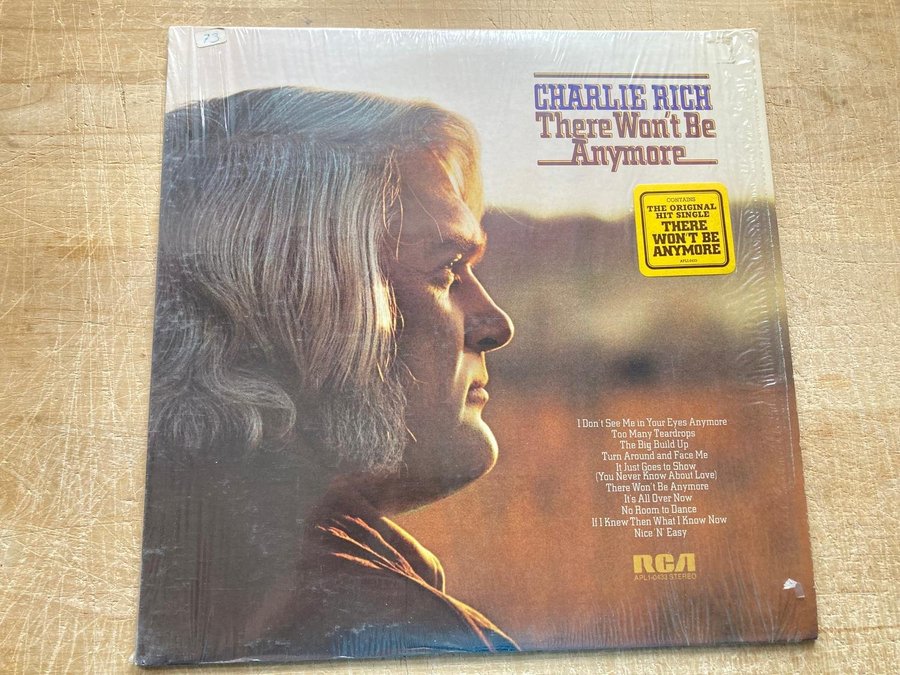 73
CHARLIE RICH
There Won't Be
Anymore
CONTAINS
THE ORIGINAL
HIT SINGLE
THERE
WON'T BE
ANYMORE
APL1-0433
I Don't See Me in Your Eyes Anymore
Too Many Teardrops
The Big Build Up
Turn Around and Face Me
It Just Goes to Show
(You Never Know About Love)
There Won't Be Anymore
It's All Over Now
No Room to Dance
If I Knew Then What I Know Now
Nice 'N' Easy
RCA
APL1-0433 STEREO